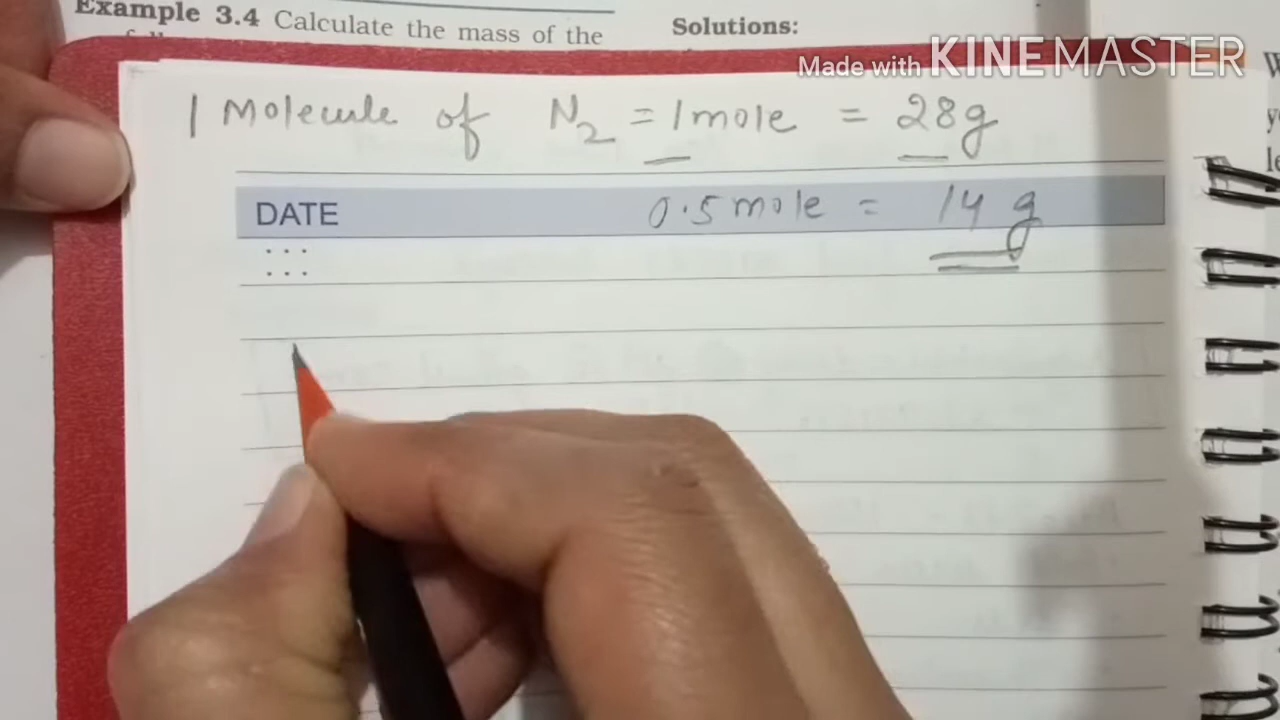 Example 3.4 Calculate the mass of the
Solutions:
Made with KINEMASTER
1 Molecule of N₂ = 1 mole = 28g
DATE
0.5 mole = 14 g